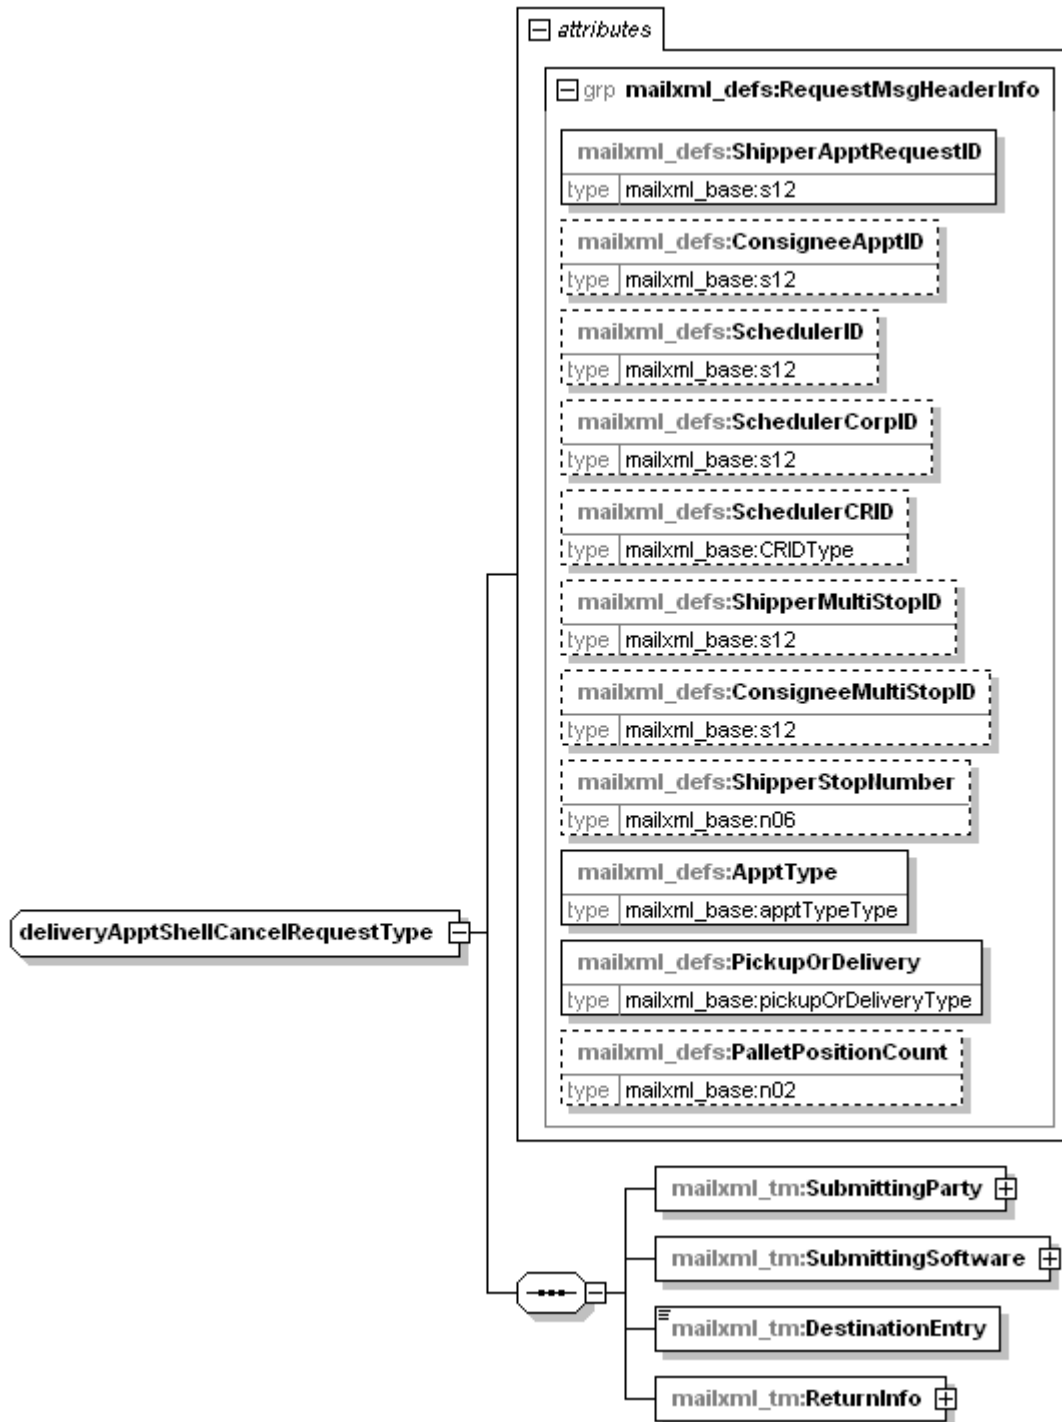 attributes
grp mailxml_defs:RequestMsgHeaderInfo
mailxml_defs:ShipperApptRequestID
type mailxml_base:s12
mailxml_defs:ConsigneeApptID
type mailxml_base:s12
mailxml_defs:SchedulerID
type mailxml_base:s12
mailxml_defs:SchedulerCorpID
type mailxml_base:s12
mailxml_defs:SchedulerCRID
type mailxml_base:CRIDType
mailxml_defs:ShipperMultiStopID
type mailxml_base:s12
mailxml_defs:ConsigneeMultiStopID
type mailxml_base:s12
mailxml_defs:ShipperStopNumber
type mailxml_base:n06
mailxml_defs:ApptType
type mailxml_base:apptTypeType
deliveryApptShellCancelRequestType
mailxml_defs:PickupOrDelivery
type mailxml_base:pickupOrDeliveryType
mailxml_defs:PalletPositionCount
type mailxml_base:n02
mailxml_tm:SubmittingParty
mailxml_tm:SubmittingSoftware
mailxml_tm:DestinationEntry
mailxml_tm:ReturnInfo